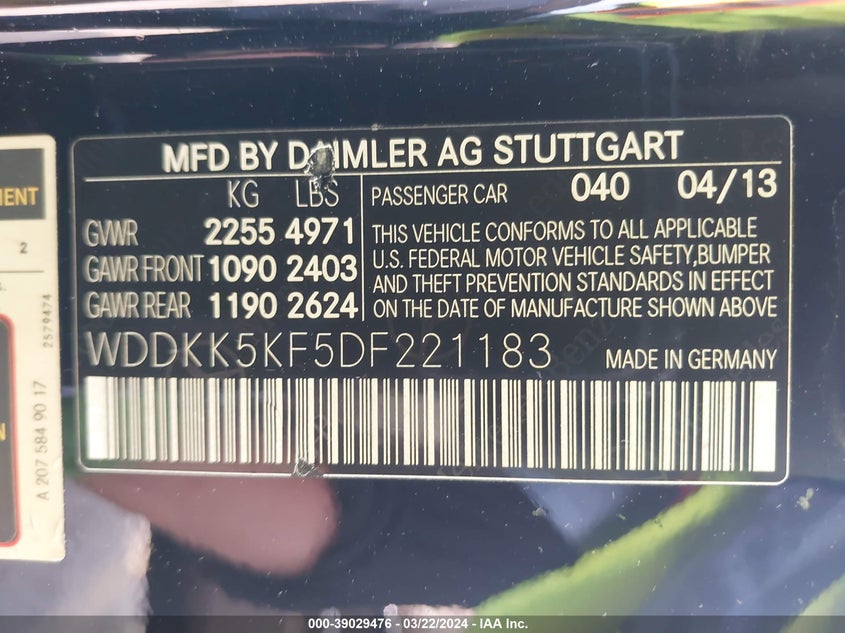 MFD BY DAIMLER AG STUTTGART
KG LBS
GVWR 2255 4971
GAWR FRONT 1090 2403
GAWR REAR 1190 2624
PASSENGER CAR 040 04/13
THIS VEHICLE CONFORMS TO ALL APPLICABLE
U.S. FEDERAL MOTOR VEHICLE SAFETY,BUMPER
AND THEFT PREVENTION STANDARDS IN EFFECT
ON THE DATE OF MANUFACTURE SHOWN ABOVE
WDDKK5KF5DF221183 MADE IN GERMANY
2
2579474
A 207 584 90 17
000-39029476 - 03/22/2024 - IAA Inc.